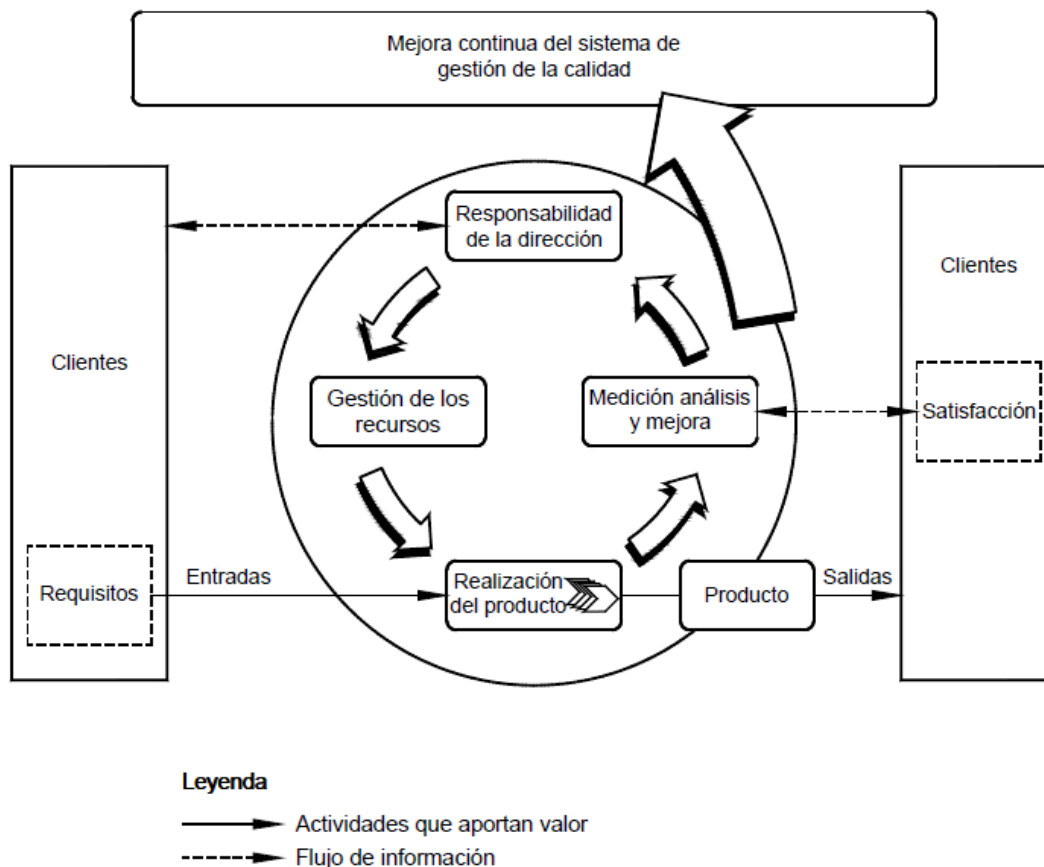 Mejora continua del sistema de
gestión de la calidad
Responsabilidad
de la dirección
Clientes
Clientes
Gestión de los
recursos
Medición análisis
y mejora
Satisfacción
Requisitos
Entradas
Realización
del producto
Producto
Salidas
Leyenda
Actividades que aportan valor
Flujo de información